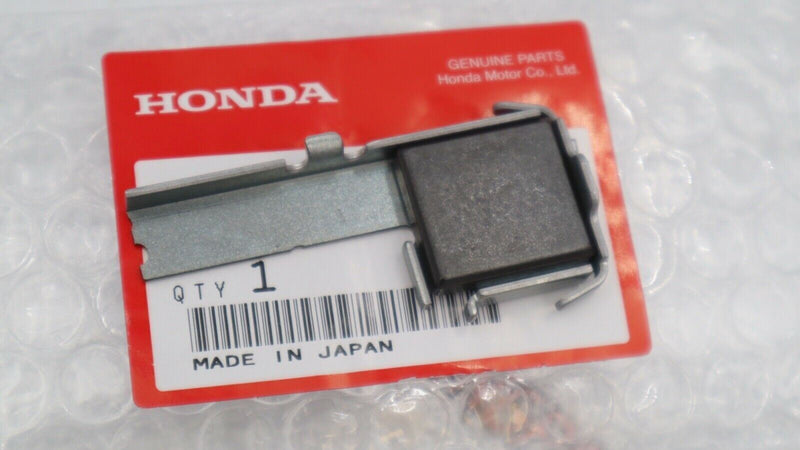 GENUINE PARTS
Honda Motor Co., Ltd.
HONDA
QTY 1
MADE IN JAPAN